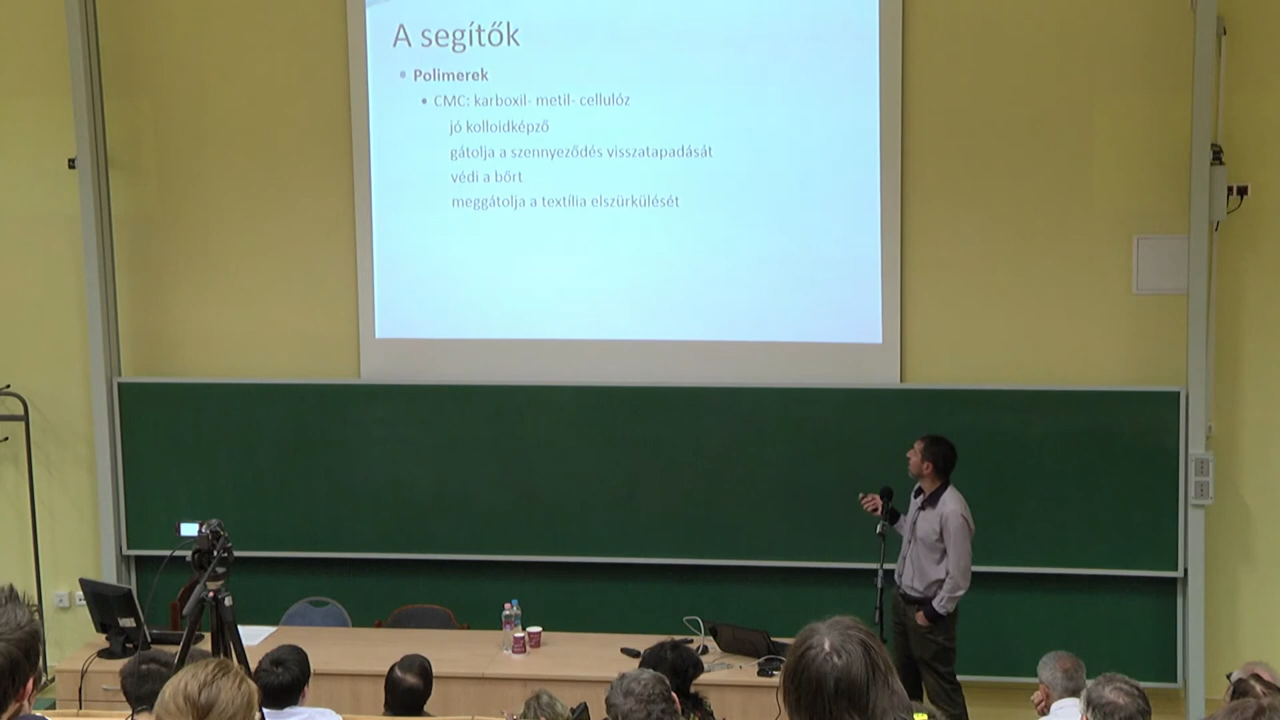 A segítők
Polimerek
CMC: karboxil- metil- cellulóz
jó kolloidképző
gátolja a szennyeződés visszatapadását
védi a bőrt
meggátolja a textília elszürkülését